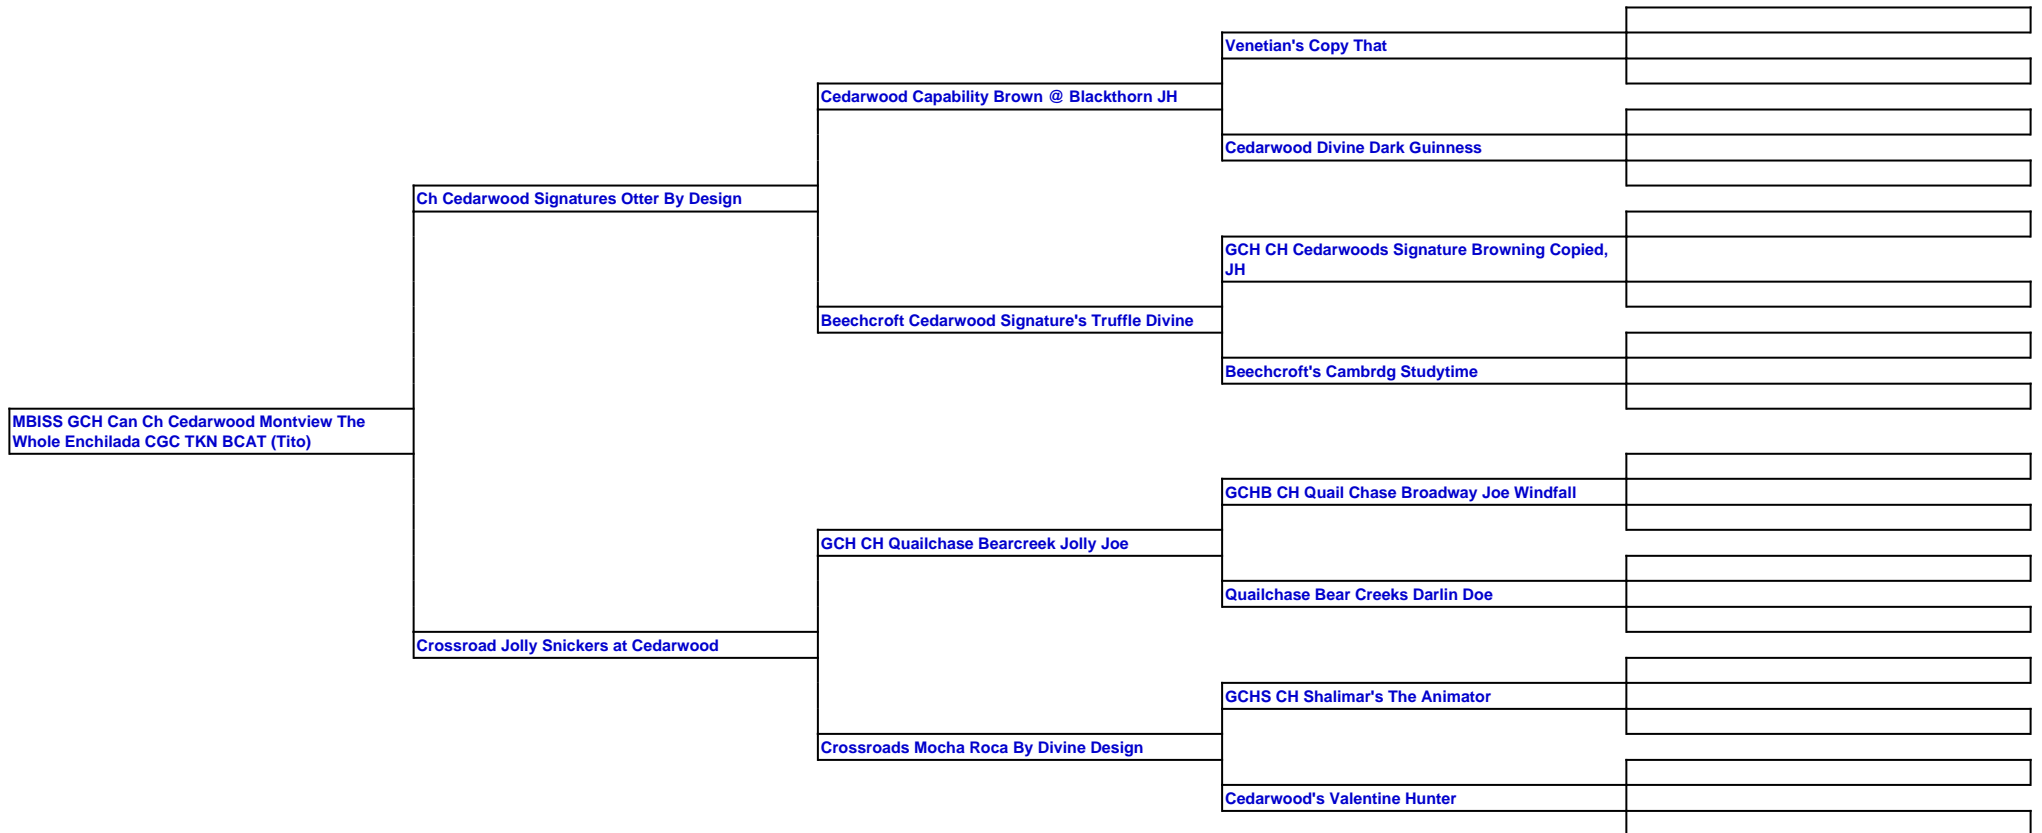 Venetian's Copy That
Cedarwood Capability Brown @ Blackthorn JH
Cedarwood Divine Dark Guinness
Ch Cedarwood Signatures Otter By Design
GCH CH Cedarwoods Signature Browning Copied,
JH
Beechcroft Cedarwood Signature's Truffle Divine
Beechcroft's Cambrdg Studytime
MBISS GCH Can Ch Cedarwood Montview The
Whole Enchilada CGC TKN BCAT (Tito)
GCHB CH Quail Chase Broadway Joe Windfall
GCH CH Quailchase Bearcreek Jolly Joe
Quailchase Bear Creeks Darlin Doe
Crossroad Jolly Snickers at Cedarwood
GCHS CH Shalimar's The Animator
Crossroads Mocha Roca By Divine Design
Cedarwood's Valentine Hunter